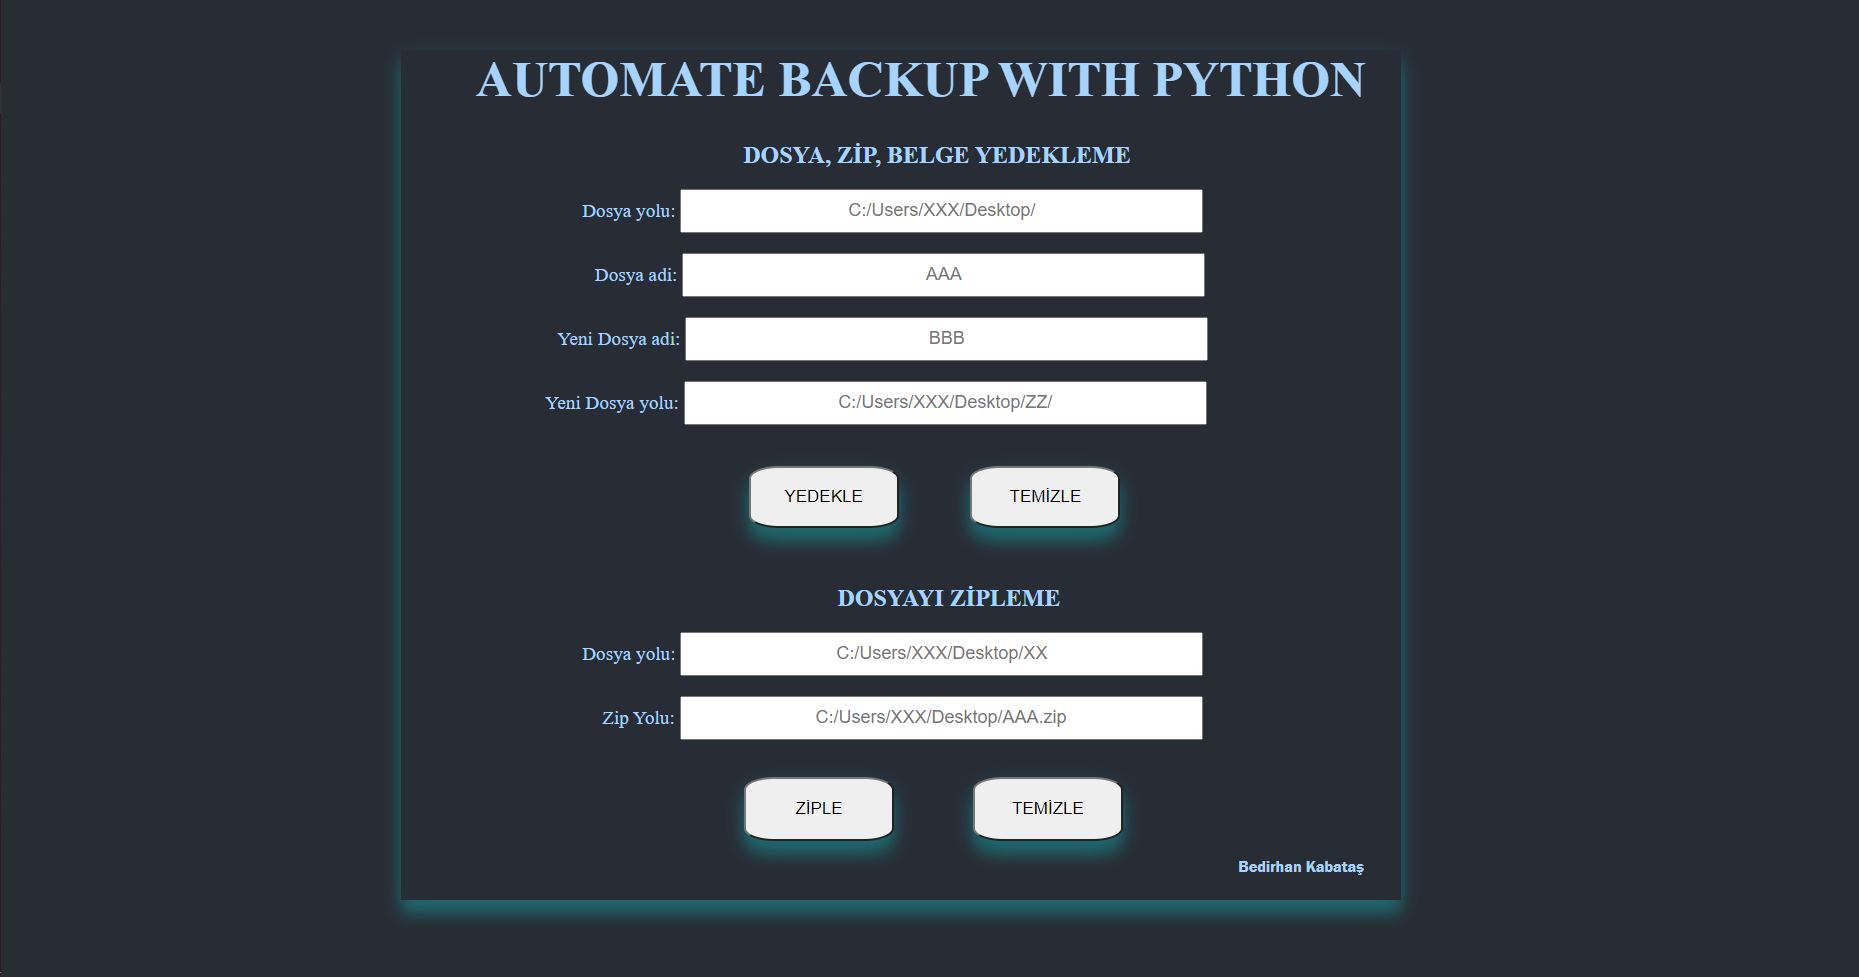 AUTOMATE BACKUP WITH PYTHON
DOSYA, ZİP, BELGE YEDEKLEME
Dosya yolu: C:/Users/XXX/Desktop/
Dosya adi: AAA
Yeni Dosya adi: BBB
Yeni Dosya yolu: C:/Users/XXX/Desktop/ZZ/
YEDEKLE TEMİZLE
DOSYAYI ZİPLEME
Dosya yolu: C:/Users/XXX/Desktop/XX
Zip Yolu: C:/Users/XXX/Desktop/AAA.zip
ZİPLE TEMİZLE
Bedirhan Kabataş